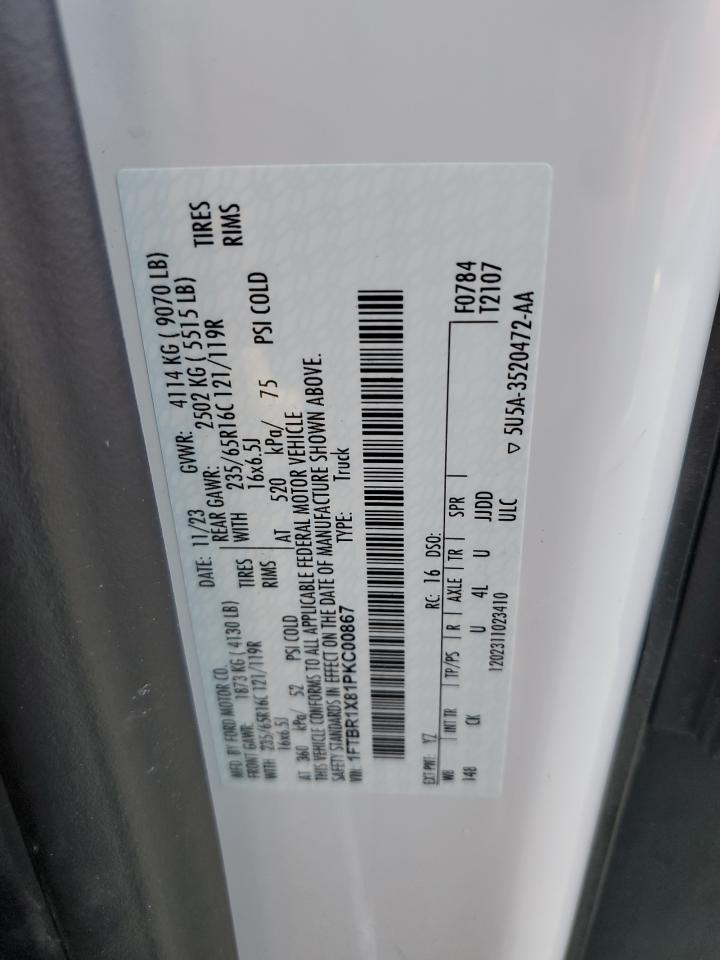 MFD BY FORD MOTOR CO. DATE: 11/23 GVWR: 4114 KG ( 9070 LB)
FRONT GAWR: 1873 KG ( 4130 LB) REAR GAWR: 2502 KG ( 5515 LB)
WITH 235/65R16C 121/119R TIRES WITH 235/65R16C 121/119R TIRES
16x6.5J RIMS 16x6.5J RIMS
AT 360 kPa/ 52 PSI COLD AT 520 kPa/ 75 PSI COLD
THIS VEHICLE CONFORMS TO ALL APPLICABLE FEDERAL MOTOR VEHICLE
SAFETY STANDARDS IN EFFECT ON THE DATE OF MANUFACTURE SHOWN ABOVE.
VIN: 1FTBR1X81PKC00867 TYPE: Truck
EXT PNT: YZ RC: 16 DSO: F0784
WB INT TR TP/PS R AXLE TR SPR T2107
148 CK U 4L U JJDD
1202311023410 ULC ▽ 5U5A-3520472-AA